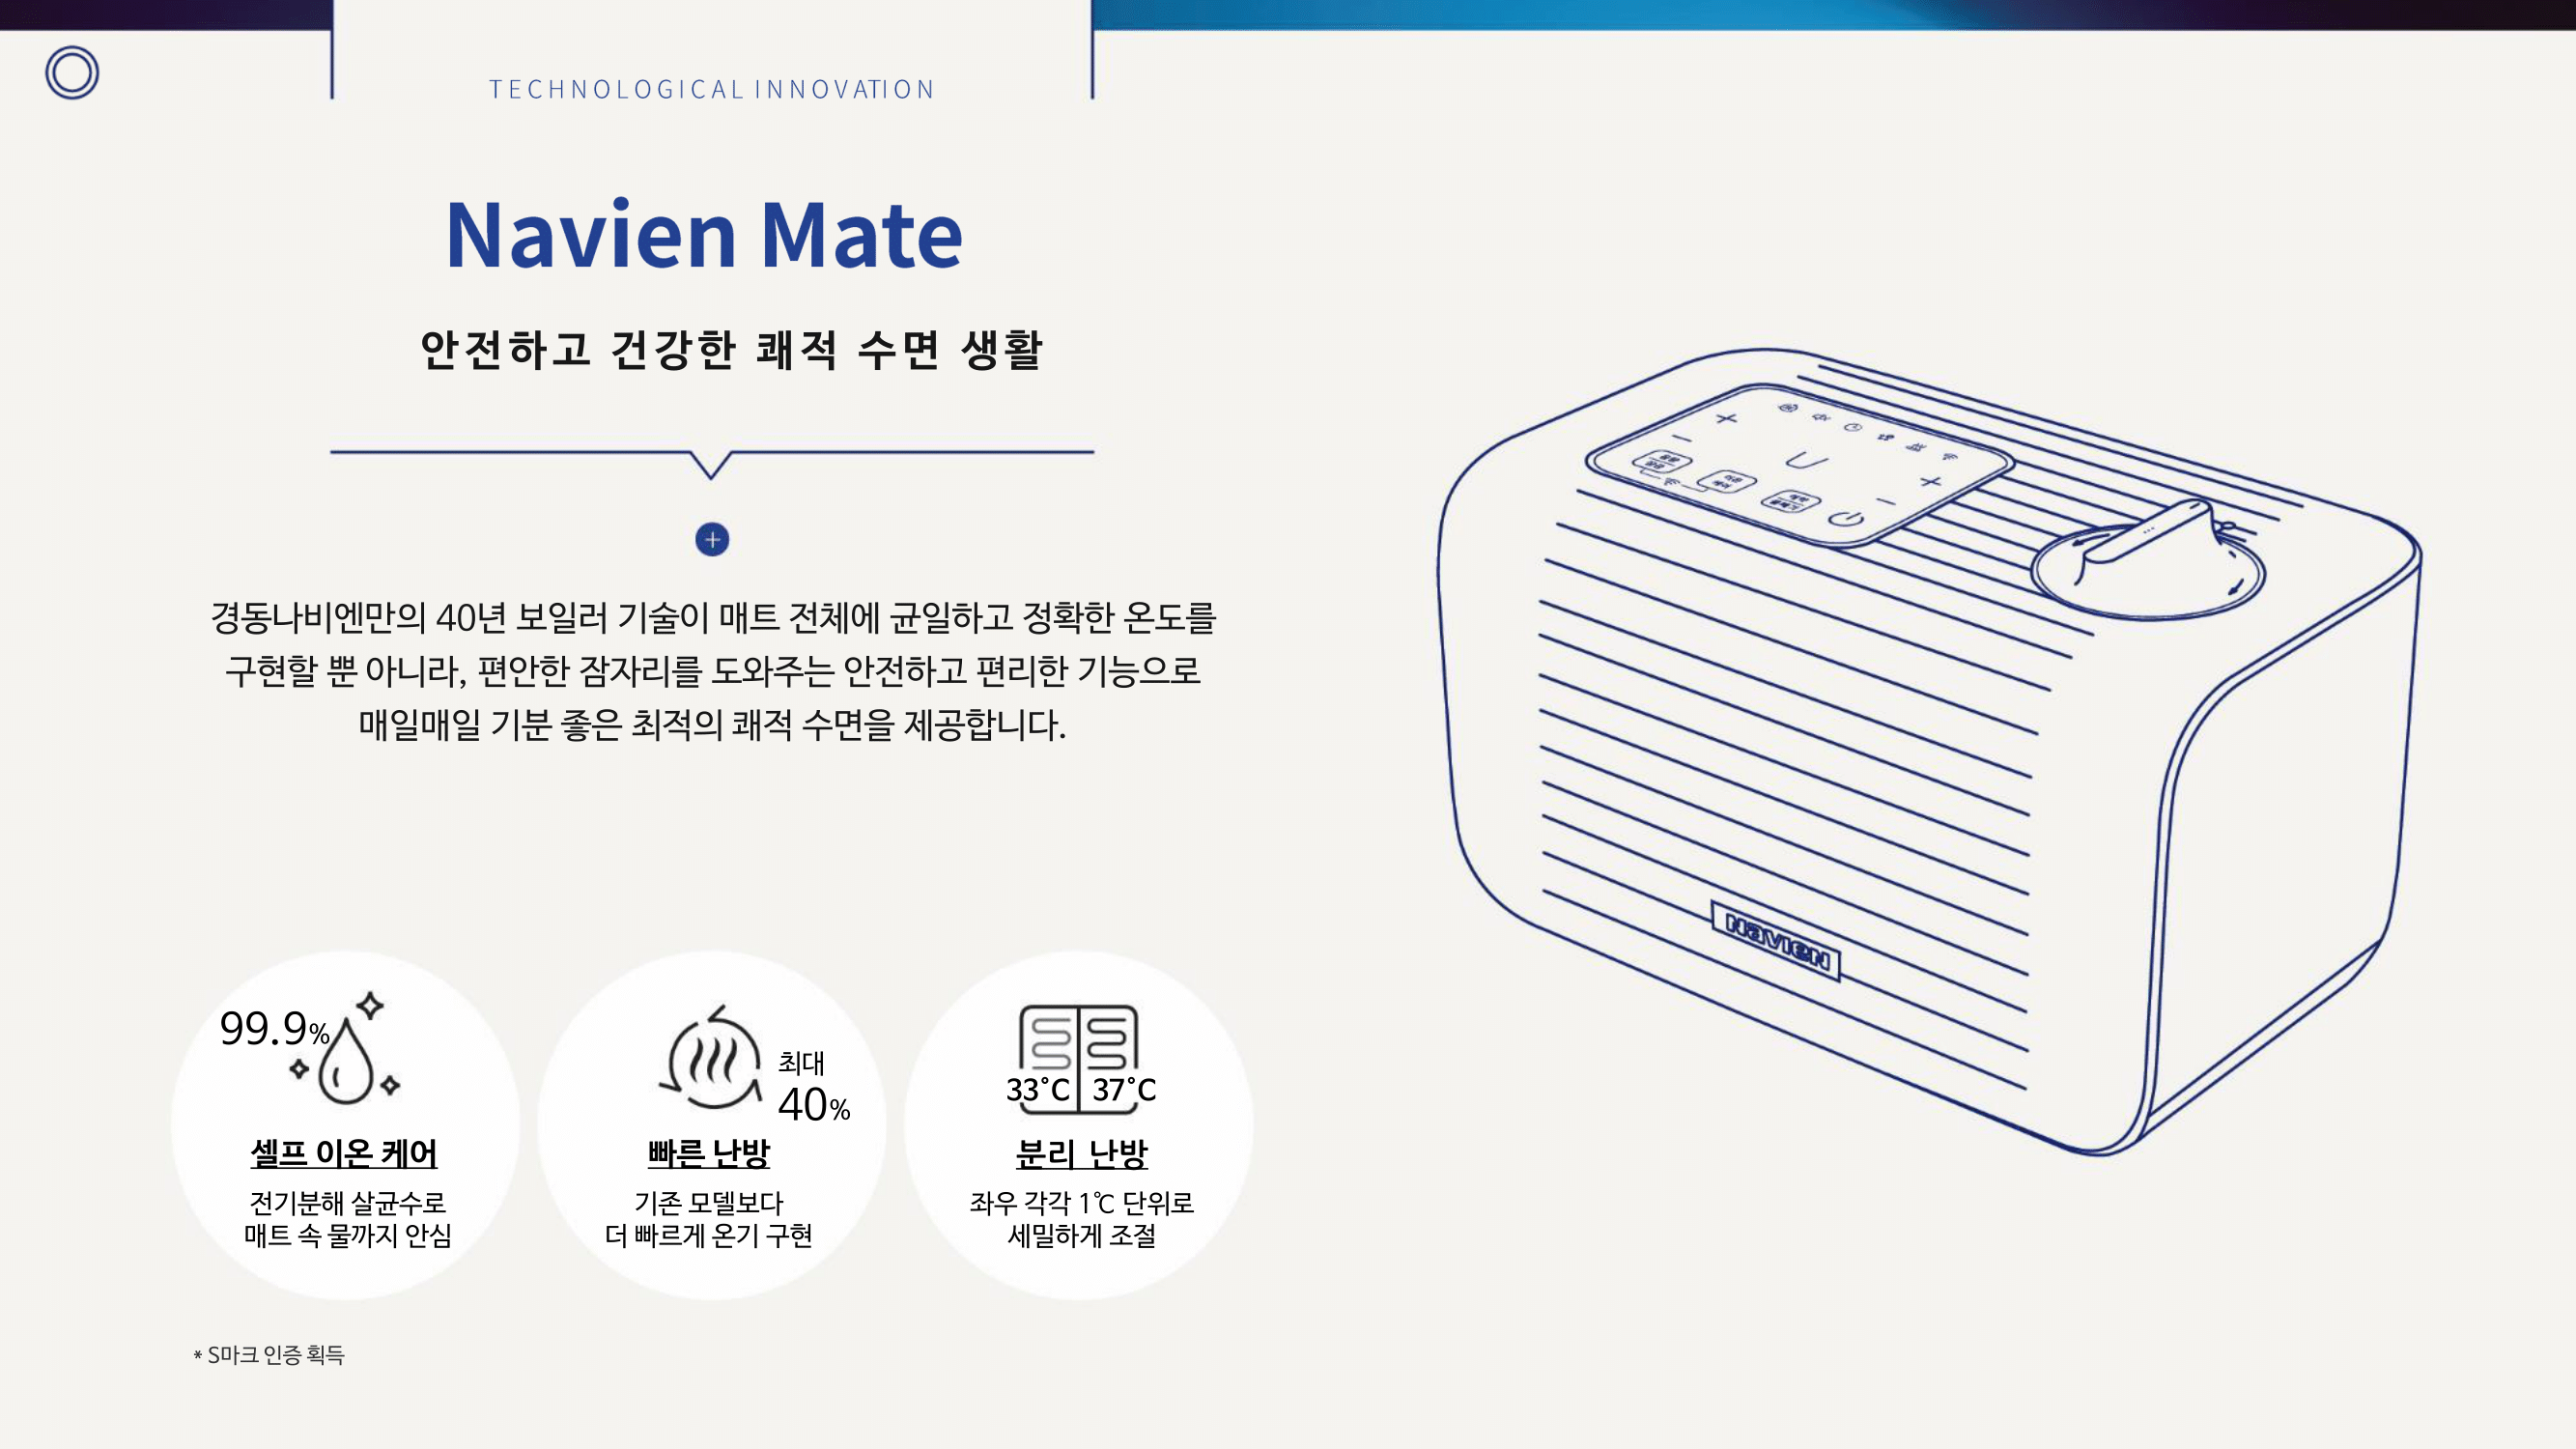 TECHNOLOGICAL INNOVATION
Navien Mate
안전하고 건강한 쾌적 수면 생활
경동나비엔만의 40년 보일러 기술이 매트 전체에 균일하고 정확한 온도를
구현할 뿐 아니라, 편안한 잠자리를 도와주는 안전하고 편리한 기능으로
매일매일 기분 좋은 최적의 쾌적 수면을 제공합니다.
99.9%
셀프 이온 케어
전기분해 살균수로
매트 속 물까지 안심
최대
40%
빠른 난방
기존 모델보다
더 빠르게 온기 구현
33°C 37°C
분리 난방
좌우 각각 1℃ 단위로
세밀하게 조절
* S마크 인증 획득
Navien